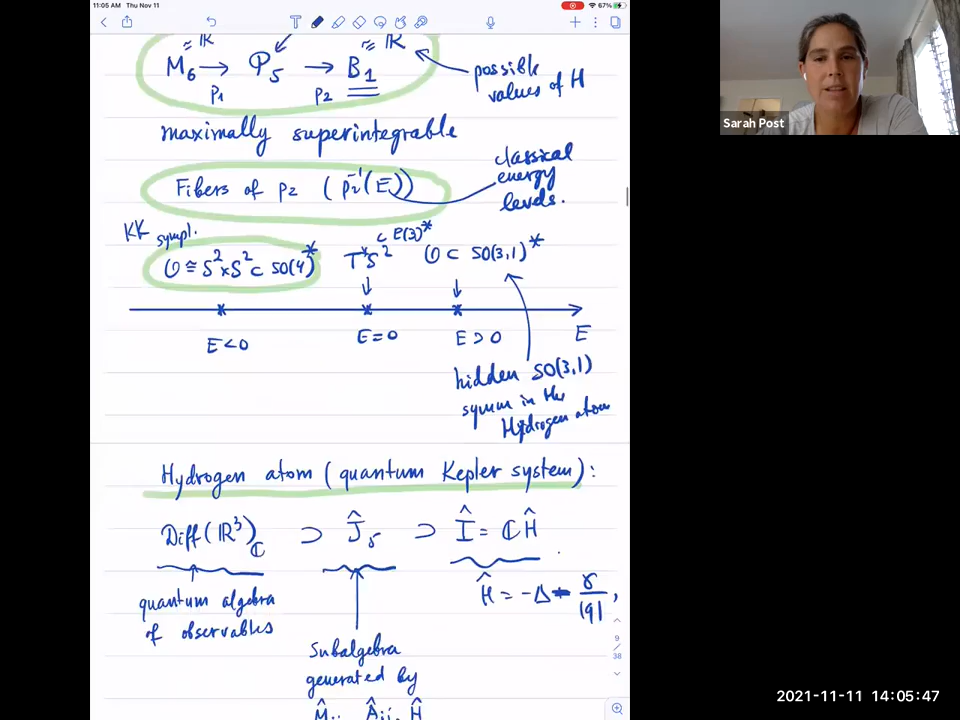 11:05 AM Thu Nov 11
67%
≈ ℝ ≈ ℝ
M₆ → P₅ → B₁
p₁ p₂
possible values of H
maximally superintegrable
Fibers of p₂ ( p₂⁻¹(E))
classical energy levels.
KK sympl.
O ≅ S²×S² ⊂ so(4)* T*S² ⊂ e(3)* O ⊂ so(3,1)*
E<0 E=0 E>0 E
hidden so(3,1)
symm in the
Hydrogen atom
Hydrogen atom (quantum Kepler system):
Diff(ℝ³)_ℂ ⊃ Ĵ₅ ⊃ Î = ℂĤ
quantum algebra
of observables
Ĥ = -Δ - γ/|q|,
Subalgebra
generated by
M̂.. Âij, Ĥ
9
/
38
Sarah Post
2021-11-11 14:05:47